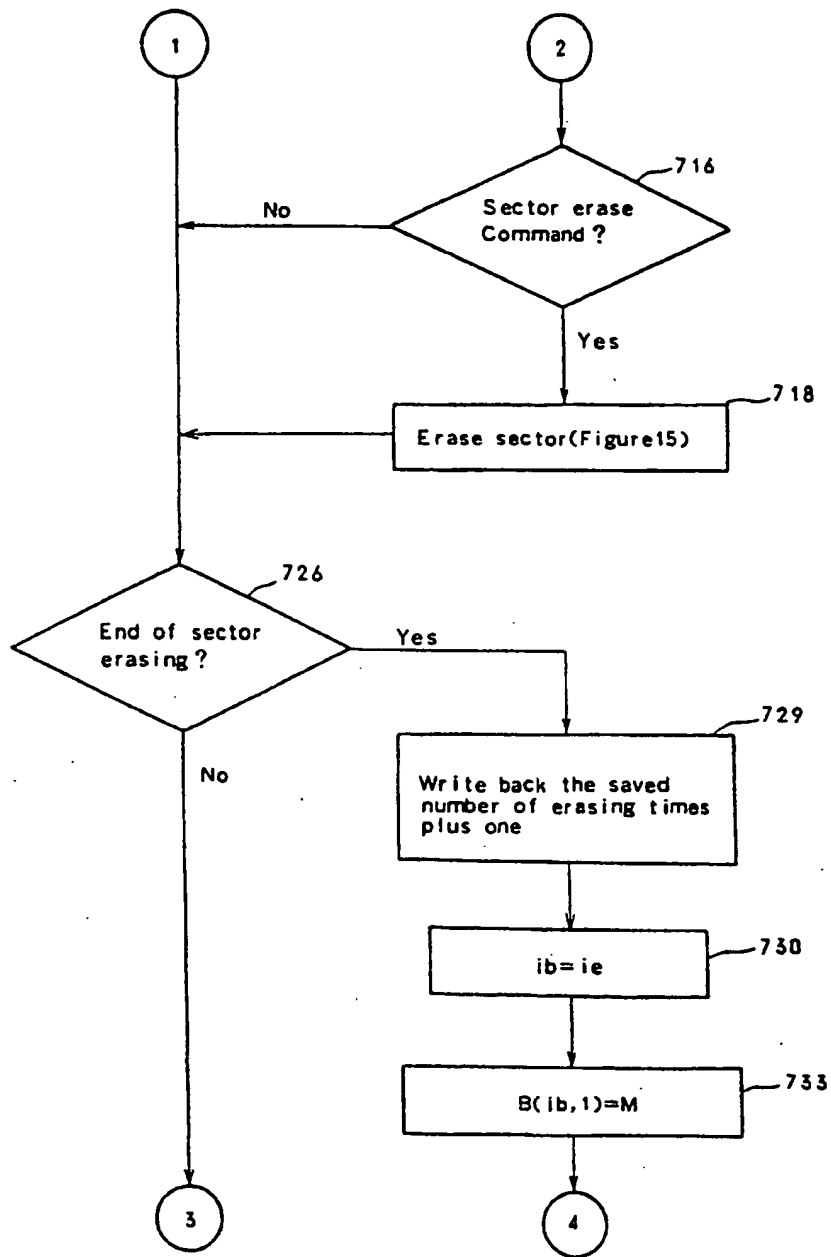 1
2
716
Sector erase
Command?
No
Yes
718
Erase sector(Figure15)
726
End of sector
erasing?
Yes
729
No
Write back the saved
number of erasing times
plus one
730
ib=ie
733
B(ib,1)=M
3
4